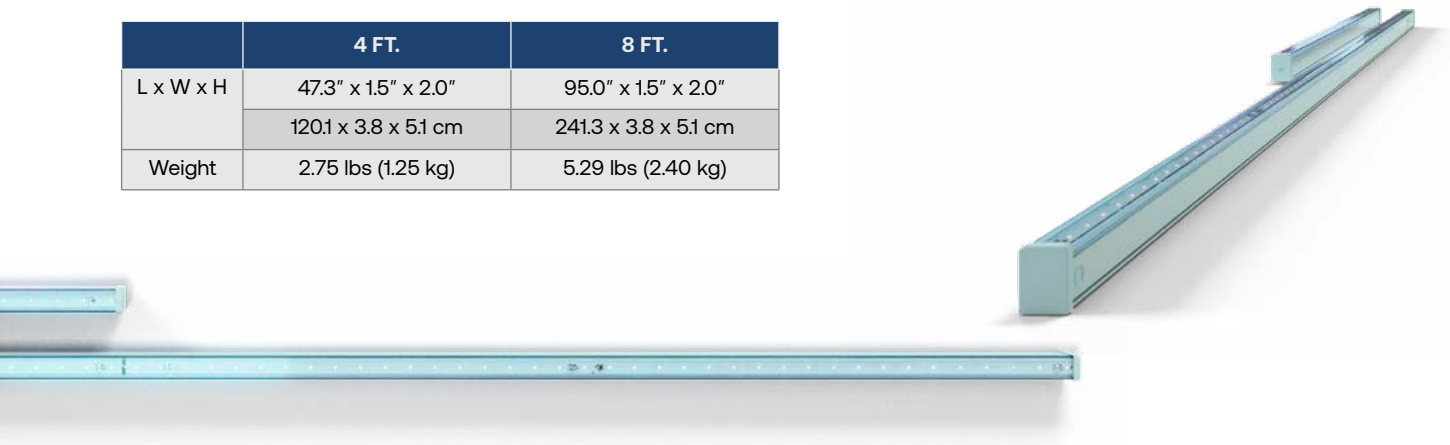 4 FT. 8 FT.
L x W x H 47.3″ x 1.5″ x 2.0″ 95.0″ x 1.5″ x 2.0″
120.1 x 3.8 x 5.1 cm 241.3 x 3.8 x 5.1 cm
Weight 2.75 lbs (1.25 kg) 5.29 lbs (2.40 kg)